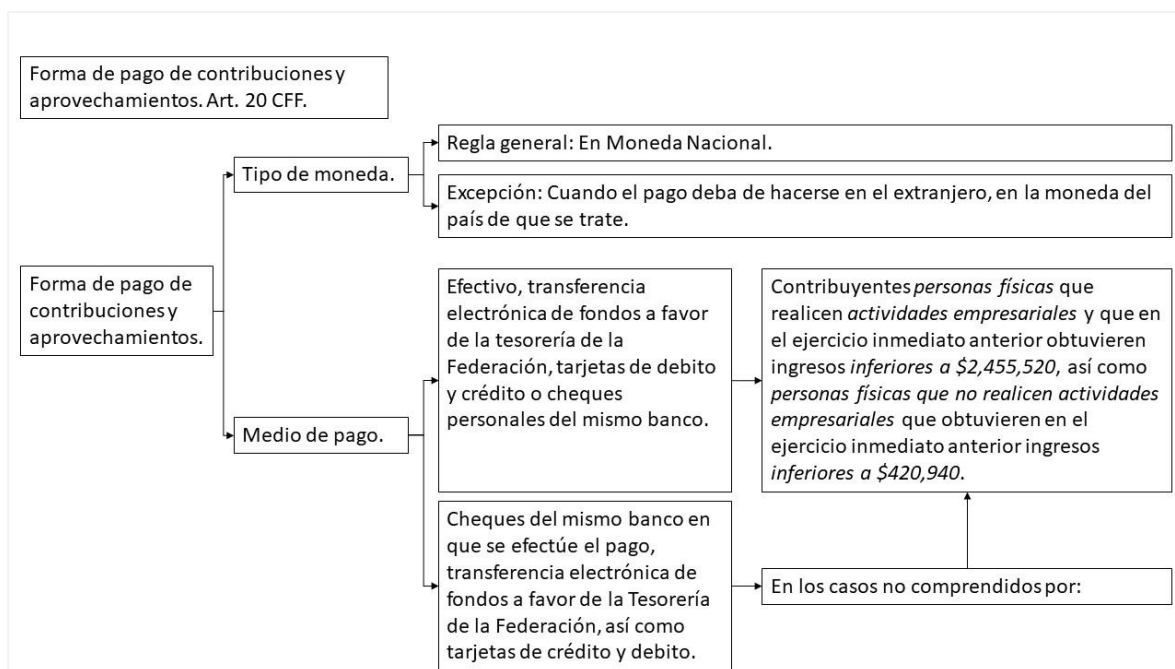 Forma de pago de contribuciones y
aprovechamientos. Art. 20 CFF.
Regla general: En Moneda Nacional.
Tipo de moneda.
Excepción: Cuando el pago deba de hacerse en el extranjero, en la moneda del
país de que se trate.
Forma de pago de
contribuciones y
aprovechamientos.
Efectivo, transferencia
electrónica de fondos a favor
de la tesorería de la
Federación, tarjetas de debito
y crédito o cheques
personales del mismo banco.
Contribuyentes personas físicas que
realicen actividades empresariales y que en
el ejercicio inmediato anterior obtuvieren
ingresos inferiores a $2,455,520, así como
personas físicas que no realicen actividades
empresariales que obtuvieren en el
ejercicio inmediato anterior ingresos
inferiores a $420,940.
Medio de pago.
Cheques del mismo banco en
que se efectúe el pago,
transferencia electrónica de
fondos a favor de la Tesorería
de la Federación, así como
tarjetas de crédito y debito.
En los casos no comprendidos por: